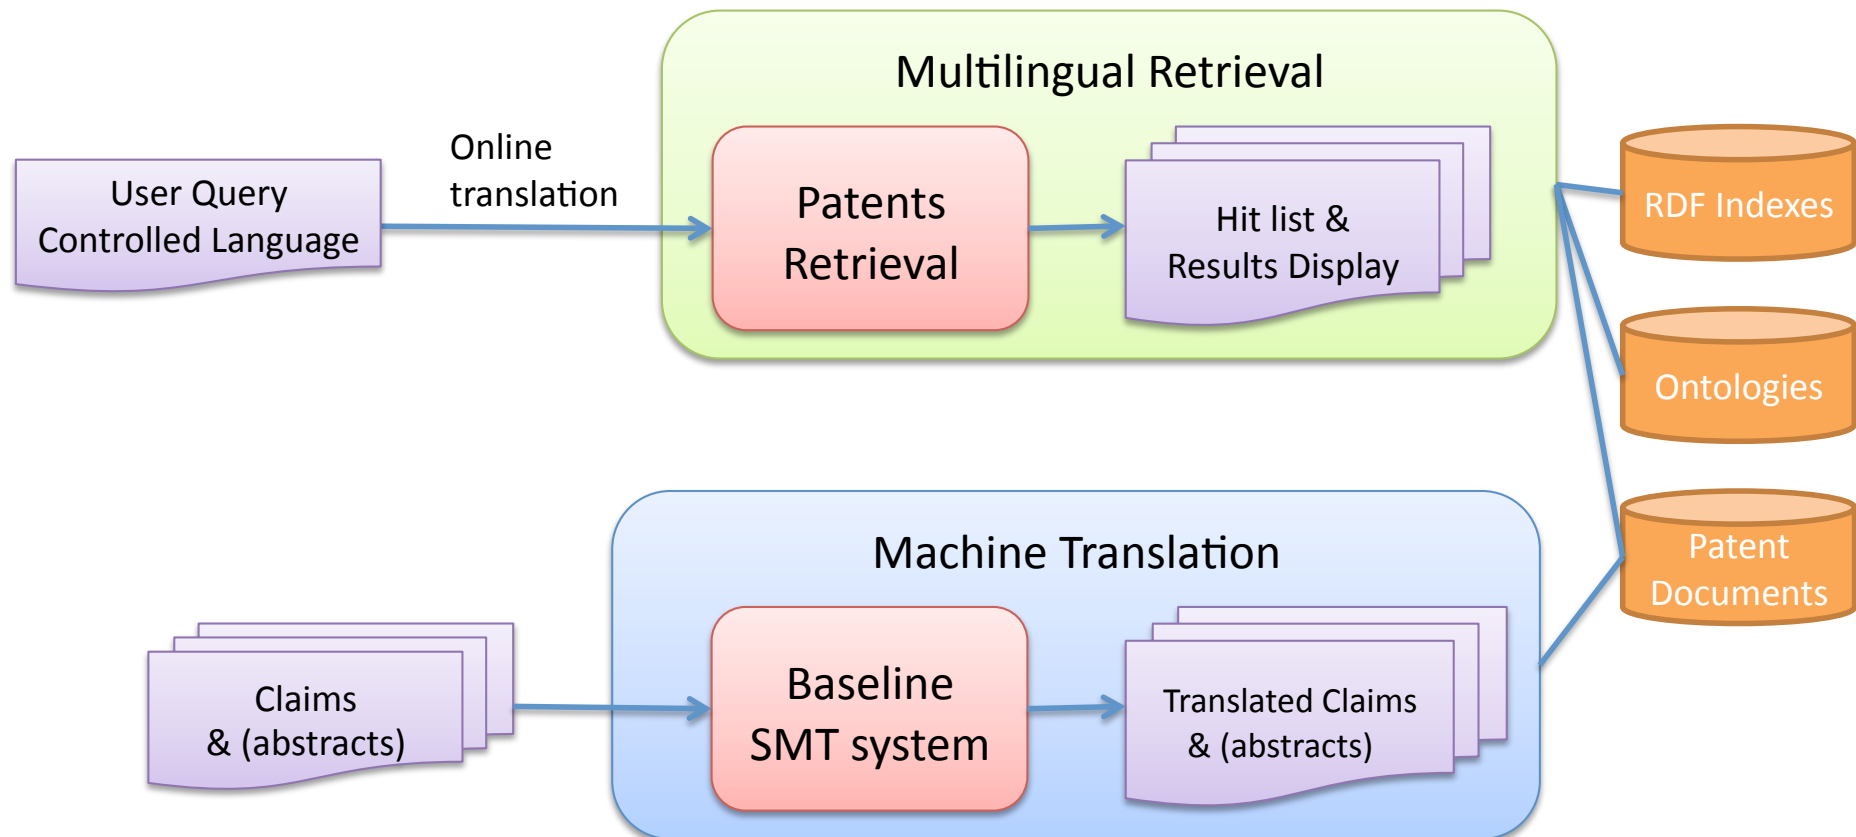 Multilingual Retrieval
Online
translation
User Query
Controlled Language
Patents
Retrieval
Hit list &
Results Display
RDF Indexes
Ontologies
Patent
Documents
Machine Translation
Claims
& (abstracts)
Baseline
SMT system
Translated Claims
& (abstracts)